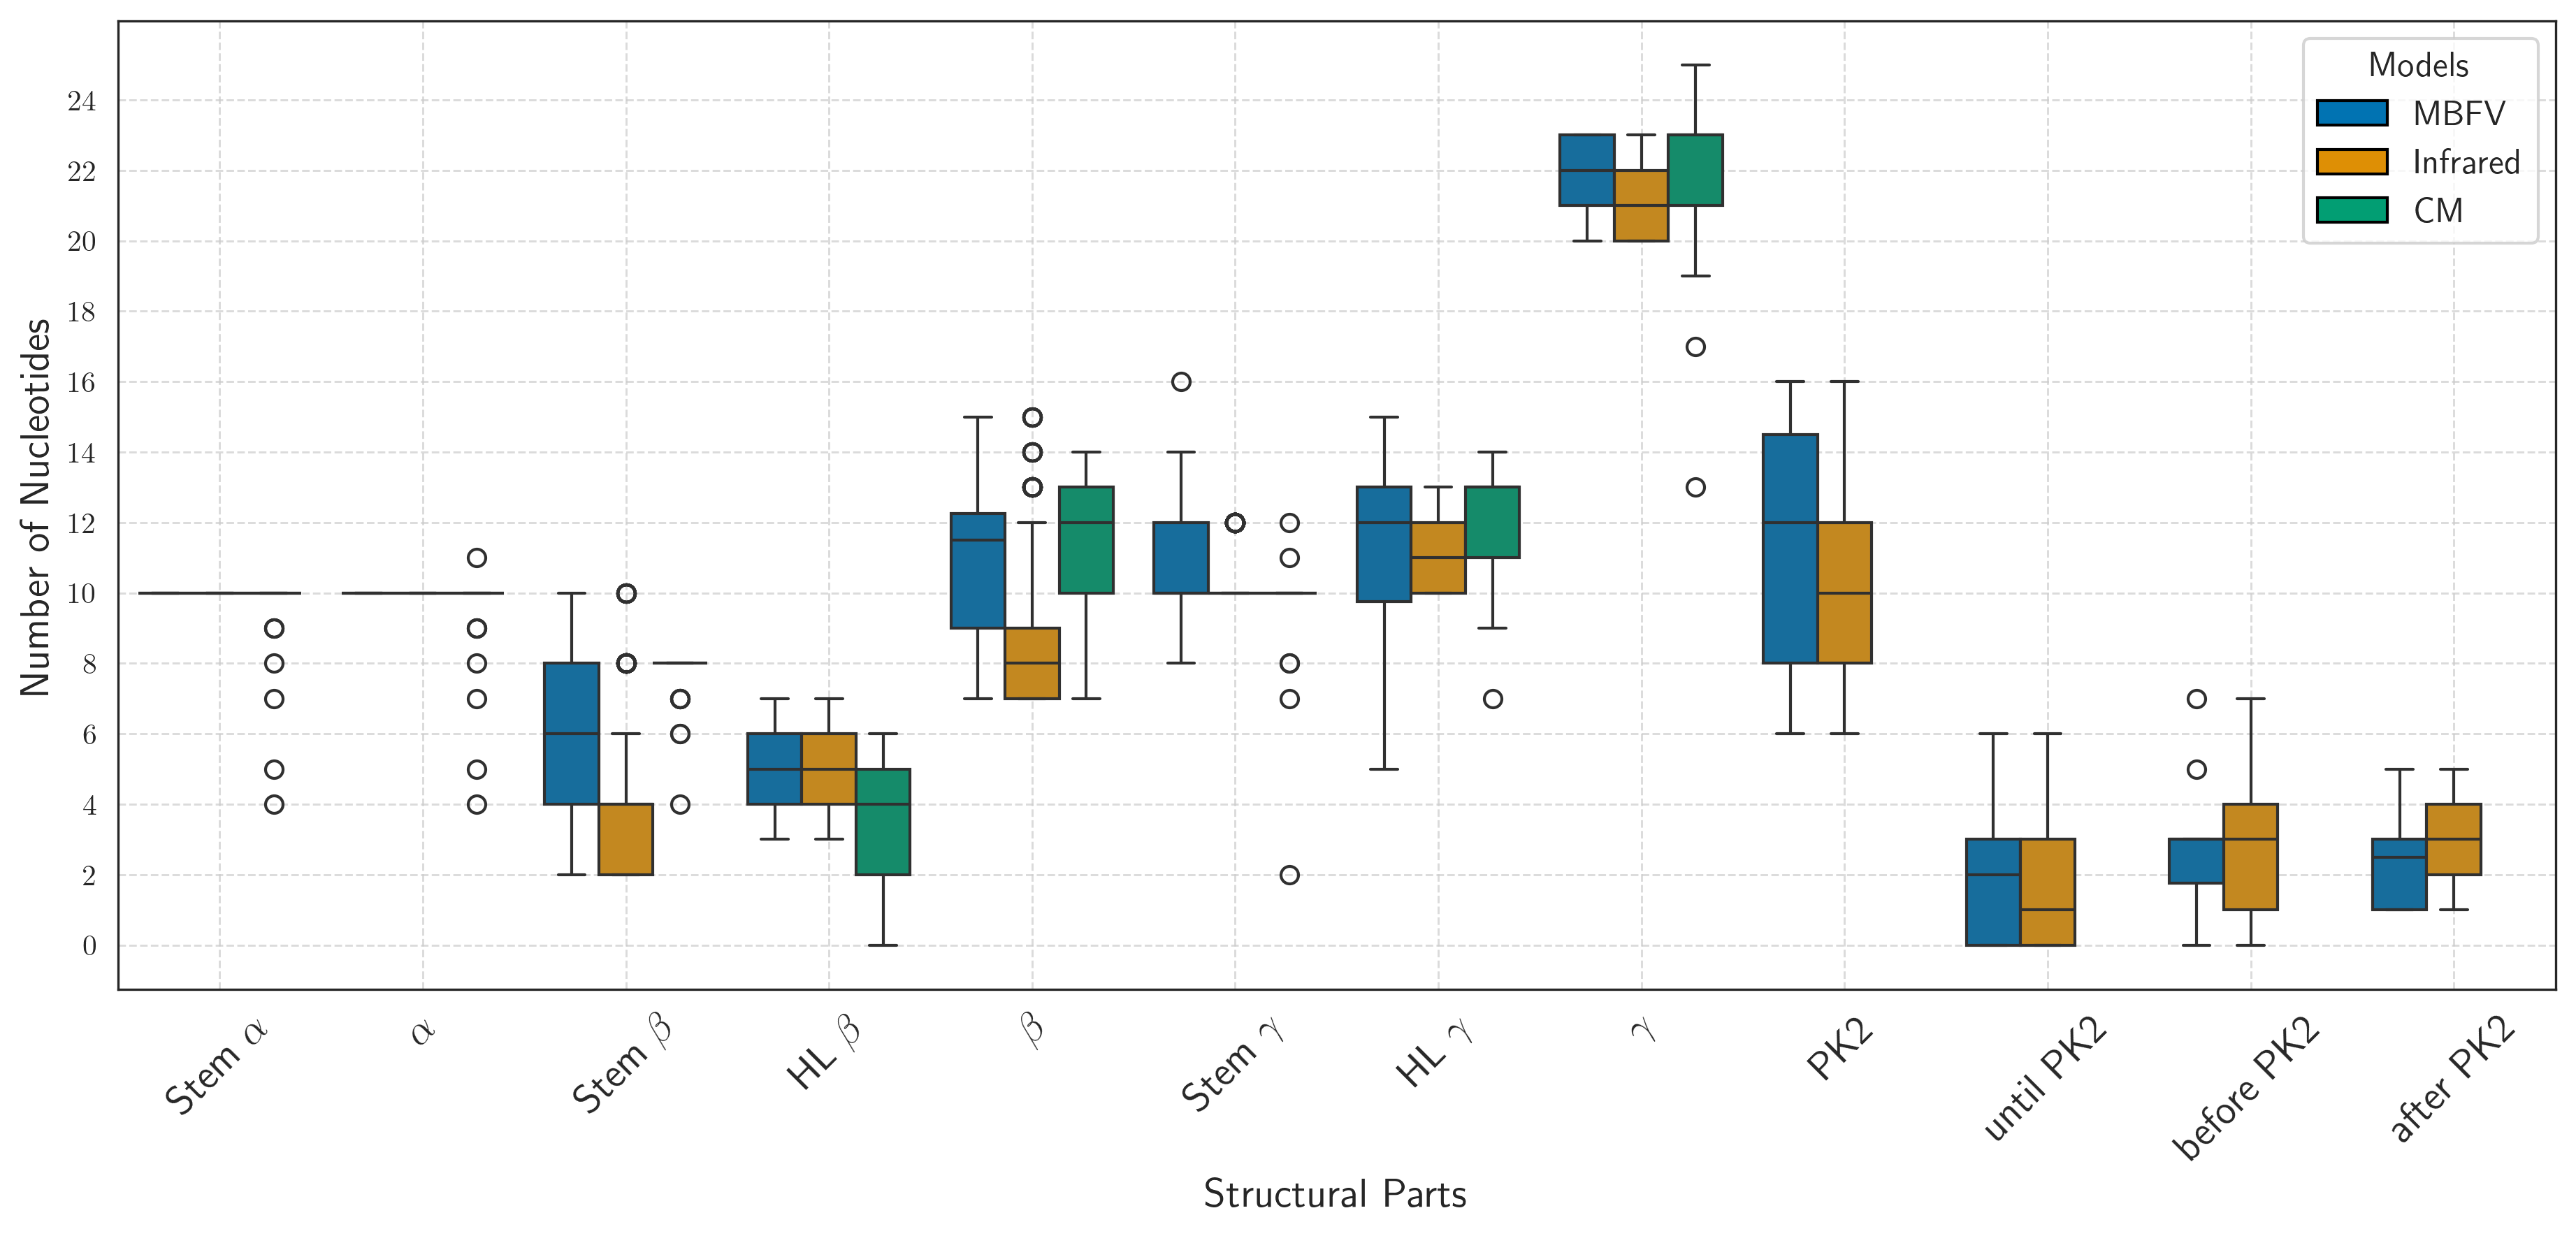 Models
MBFV
Infrared
CM
Number of Nucleotides
24
22
20
18
16
14
12
10
8
6
4
2
0
Stem α
α
Stem β
HL β
β
Stem γ
HL γ
γ
PK2
until PK2
before PK2
after PK2
Structural Parts